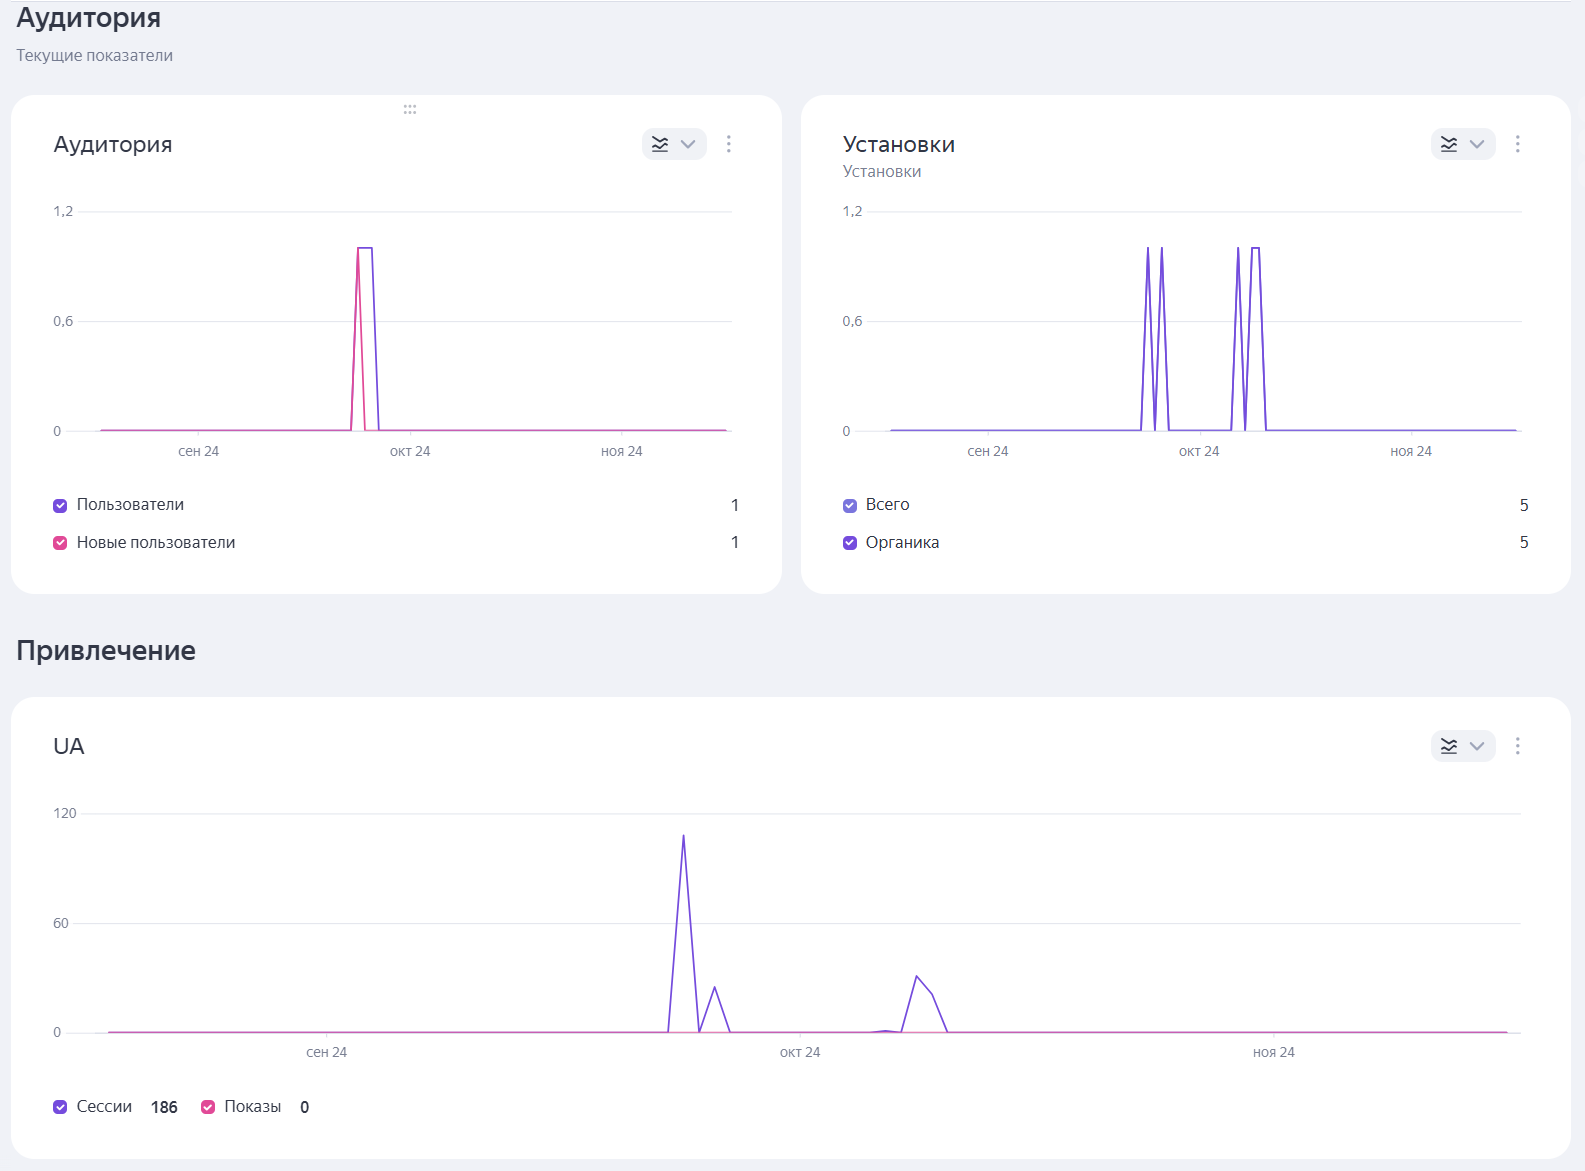 Аудитория
Текущие показатели
Аудитория
1,2
0,6
0
сен 24 окт 24 ноя 24
Пользователи 1
Новые пользователи 1
Установки
Установки
1,2
0,6
0
сен 24 окт 24 ноя 24
Всего 5
Органика 5
Привлечение
UA
120
60
0
сен 24 окт 24 ноя 24
Сессии 186 Показы 0